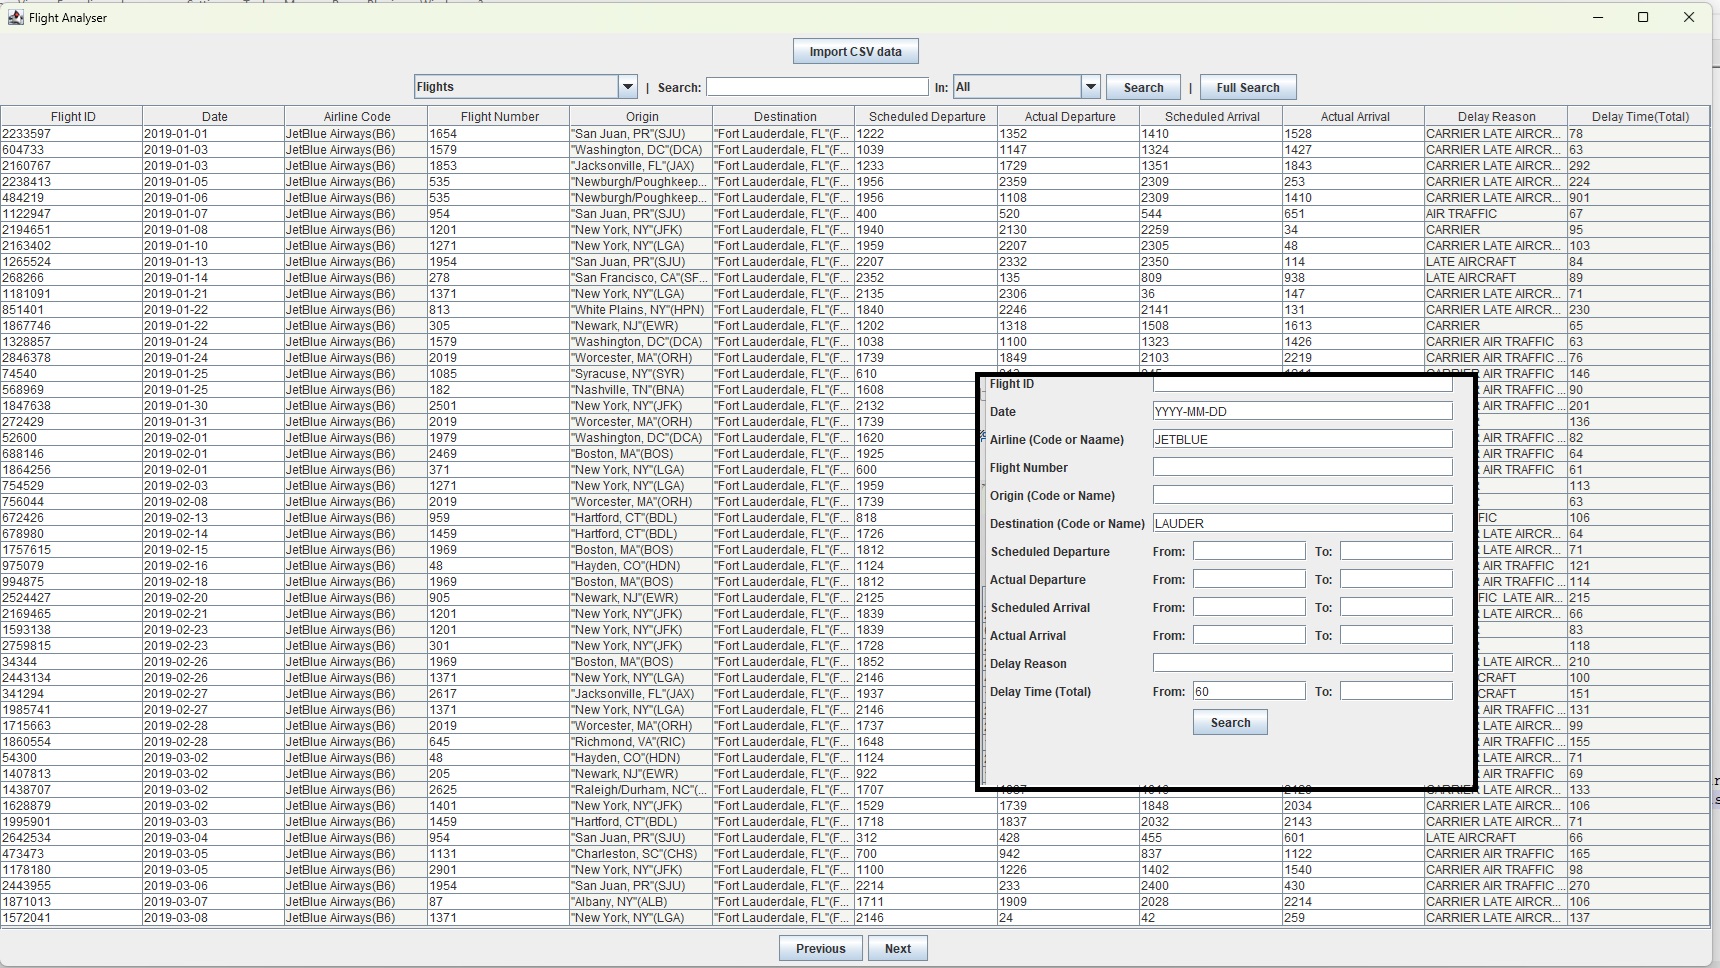 Flight Analyser
Import CSV data
Flights | Search: In: All Search | Full Search
Flight ID Date Airline Code Flight Number Origin Destination Scheduled Departure Actual Departure Scheduled Arrival Actual Arrival Delay Reason Delay Time(Total)
2233597 2019-01-01 JetBlue Airways(B6) 1654 "San Juan, PR"(SJU) "Fort Lauderdale, FL"(F... 1222 1352 1410 1528 CARRIER LATE AIRCR... 78
604733 2019-01-03 JetBlue Airways(B6) 1579 "Washington, DC"(DCA) "Fort Lauderdale, FL"(F... 1039 1147 1324 1427 CARRIER LATE AIRCR... 63
2160767 2019-01-03 JetBlue Airways(B6) 1853 "Jacksonville, FL"(JAX) "Fort Lauderdale, FL"(F... 1233 1729 1351 1843 CARRIER LATE AIRCR... 292
2238413 2019-01-05 JetBlue Airways(B6) 535 "Newburgh/Poughkeep... "Fort Lauderdale, FL"(F... 1956 2359 2309 253 CARRIER LATE AIRCR... 224
484219 2019-01-06 JetBlue Airways(B6) 535 "Newburgh/Poughkeep... "Fort Lauderdale, FL"(F... 1956 1108 2309 1410 CARRIER LATE AIRCR... 901
1122947 2019-01-07 JetBlue Airways(B6) 954 "San Juan, PR"(SJU) "Fort Lauderdale, FL"(F... 400 520 544 651 AIR TRAFFIC 67
2194651 2019-01-08 JetBlue Airways(B6) 1201 "New York, NY"(JFK) "Fort Lauderdale, FL"(F... 1940 2130 2259 34 CARRIER 95
2163402 2019-01-10 JetBlue Airways(B6) 1271 "New York, NY"(LGA) "Fort Lauderdale, FL"(F... 1959 2207 2305 48 CARRIER LATE AIRCR... 103
1265524 2019-01-13 JetBlue Airways(B6) 1954 "San Juan, PR"(SJU) "Fort Lauderdale, FL"(F... 2207 2332 2350 114 LATE AIRCRAFT 84
268266 2019-01-14 JetBlue Airways(B6) 278 "San Francisco, CA"(SF... "Fort Lauderdale, FL"(F... 2352 135 809 938 LATE AIRCRAFT 89
1181091 2019-01-21 JetBlue Airways(B6) 1371 "New York, NY"(LGA) "Fort Lauderdale, FL"(F... 2135 2306 36 147 CARRIER LATE AIRCR... 71
851401 2019-01-22 JetBlue Airways(B6) 813 "White Plains, NY"(HPN) "Fort Lauderdale, FL"(F... 1840 2246 2141 131 CARRIER LATE AIRCR... 230
1867746 2019-01-22 JetBlue Airways(B6) 305 "Newark, NJ"(EWR) "Fort Lauderdale, FL"(F... 1202 1318 1508 1613 CARRIER 65
1328857 2019-01-24 JetBlue Airways(B6) 1579 "Washington, DC"(DCA) "Fort Lauderdale, FL"(F... 1038 1100 1323 1426 CARRIER AIR TRAFFIC 63
2846378 2019-01-24 JetBlue Airways(B6) 2019 "Worcester, MA"(ORH) "Fort Lauderdale, FL"(F... 1739 1849 2103 2219 CARRIER AIR TRAFFIC ... 76
74540 2019-01-25 JetBlue Airways(B6) 1085 "Syracuse, NY"(SYR) "Fort Lauderdale, FL"(F... 610 AIR TRAFFIC 146
568969 2019-01-25 JetBlue Airways(B6) 182 "Nashville, TN"(BNA) "Fort Lauderdale, FL"(F... 1608 AIR TRAFFIC ... 90
1847638 2019-01-30 JetBlue Airways(B6) 2501 "New York, NY"(JFK) "Fort Lauderdale, FL"(F... 2132 AIR TRAFFIC ... 201
272429 2019-01-31 JetBlue Airways(B6) 2019 "Worcester, MA"(ORH) "Fort Lauderdale, FL"(F... 1739 136
52600 2019-02-01 JetBlue Airways(B6) 1979 "Washington, DC"(DCA) "Fort Lauderdale, FL"(F... 1620 AIR TRAFFIC ... 82
688146 2019-02-01 JetBlue Airways(B6) 2469 "Boston, MA"(BOS) "Fort Lauderdale, FL"(F... 1925 AIR TRAFFIC 64
1864256 2019-02-01 JetBlue Airways(B6) 371 "New York, NY"(LGA) "Fort Lauderdale, FL"(F... 600 AIR TRAFFIC 61
754529 2019-02-03 JetBlue Airways(B6) 1271 "New York, NY"(LGA) "Fort Lauderdale, FL"(F... 1959 113
756044 2019-02-08 JetBlue Airways(B6) 2019 "Worcester, MA"(ORH) "Fort Lauderdale, FL"(F... 1739 63
672426 2019-02-13 JetBlue Airways(B6) 959 "Hartford, CT"(BDL) "Fort Lauderdale, FL"(F... 818 FIC 106
678980 2019-02-14 JetBlue Airways(B6) 1459 "Hartford, CT"(BDL) "Fort Lauderdale, FL"(F... 1726 LATE AIRCR... 64
1757615 2019-02-15 JetBlue Airways(B6) 1969 "Boston, MA"(BOS) "Fort Lauderdale, FL"(F... 1812 LATE AIRCR... 71
975079 2019-02-16 JetBlue Airways(B6) 48 "Hayden, CO"(HDN) "Fort Lauderdale, FL"(F... 1124 AIR TRAFFIC ... 121
994875 2019-02-18 JetBlue Airways(B6) 1969 "Boston, MA"(BOS) "Fort Lauderdale, FL"(F... 1812 AIR TRAFFIC ... 114
2524427 2019-02-20 JetBlue Airways(B6) 905 "Newark, NJ"(EWR) "Fort Lauderdale, FL"(F... 2125 FIC LATE AIR... 215
2169465 2019-02-21 JetBlue Airways(B6) 1201 "New York, NY"(JFK) "Fort Lauderdale, FL"(F... 1839 LATE AIRCR... 66
1593138 2019-02-23 JetBlue Airways(B6) 1201 "New York, NY"(JFK) "Fort Lauderdale, FL"(F... 1839 83
2759815 2019-02-23 JetBlue Airways(B6) 301 "New York, NY"(JFK) "Fort Lauderdale, FL"(F... 1728 118
34344 2019-02-26 JetBlue Airways(B6) 1969 "Boston, MA"(BOS) "Fort Lauderdale, FL"(F... 1852 LATE AIRCR... 210
2443134 2019-02-26 JetBlue Airways(B6) 1371 "New York, NY"(LGA) "Fort Lauderdale, FL"(F... 2146 CRAFT 100
341294 2019-02-27 JetBlue Airways(B6) 2617 "Jacksonville, FL"(JAX) "Fort Lauderdale, FL"(F... 1937 CRAFT 151
1985741 2019-02-27 JetBlue Airways(B6) 1371 "New York, NY"(LGA) "Fort Lauderdale, FL"(F... 2146 AIR TRAFFIC ... 131
1715663 2019-02-28 JetBlue Airways(B6) 2019 "Worcester, MA"(ORH) "Fort Lauderdale, FL"(F... 1737 LATE AIRCR... 99
1860554 2019-02-28 JetBlue Airways(B6) 645 "Richmond, VA"(RIC) "Fort Lauderdale, FL"(F... 1648 AIR TRAFFIC ... 155
54300 2019-03-02 JetBlue Airways(B6) 48 "Hayden, CO"(HDN) "Fort Lauderdale, FL"(F... 1124 LATE AIRCR... 71
1407813 2019-03-02 JetBlue Airways(B6) 205 "Newark, NJ"(EWR) "Fort Lauderdale, FL"(F... 922 AIR TRAFFIC 69
1438707 2019-03-02 JetBlue Airways(B6) 2625 "Raleigh/Durham, NC"(... "Fort Lauderdale, FL"(F... 1707 CARRIER LATE AIRCR... 133
1628879 2019-03-02 JetBlue Airways(B6) 1401 "New York, NY"(JFK) "Fort Lauderdale, FL"(F... 1529 1739 1848 2034 CARRIER LATE AIRCR... 106
1995901 2019-03-03 JetBlue Airways(B6) 1459 "Hartford, CT"(BDL) "Fort Lauderdale, FL"(F... 1718 1837 2032 2143 CARRIER LATE AIRCR... 71
2642534 2019-03-04 JetBlue Airways(B6) 954 "San Juan, PR"(SJU) "Fort Lauderdale, FL"(F... 312 428 455 601 LATE AIRCRAFT 66
473473 2019-03-05 JetBlue Airways(B6) 1131 "Charleston, SC"(CHS) "Fort Lauderdale, FL"(F... 700 942 837 1122 CARRIER AIR TRAFFIC 165
1178180 2019-03-05 JetBlue Airways(B6) 2901 "New York, NY"(JFK) "Fort Lauderdale, FL"(F... 1100 1226 1402 1540 CARRIER AIR TRAFFIC ... 98
2443955 2019-03-06 JetBlue Airways(B6) 1954 "San Juan, PR"(SJU) "Fort Lauderdale, FL"(F... 2214 233 2400 430 CARRIER AIR TRAFFIC ... 270
1871013 2019-03-07 JetBlue Airways(B6) 87 "Albany, NY"(ALB) "Fort Lauderdale, FL"(F... 1711 1909 2028 2214 CARRIER LATE AIRCR... 106
1572041 2019-03-08 JetBlue Airways(B6) 1371 "New York, NY"(LGA) "Fort Lauderdale, FL"(F... 2146 24 42 259 CARRIER LATE AIRCR... 137
Flight ID
Date YYYY-MM-DD
Airline (Code or Naame) JETBLUE
Flight Number
Origin (Code or Name)
Destination (Code or Name) LAUDER
Scheduled Departure From: To:
Actual Departure From: To:
Scheduled Arrival From: To:
Actual Arrival From: To:
Delay Reason
Delay Time (Total) From: 60 To:
Search
Previous Next